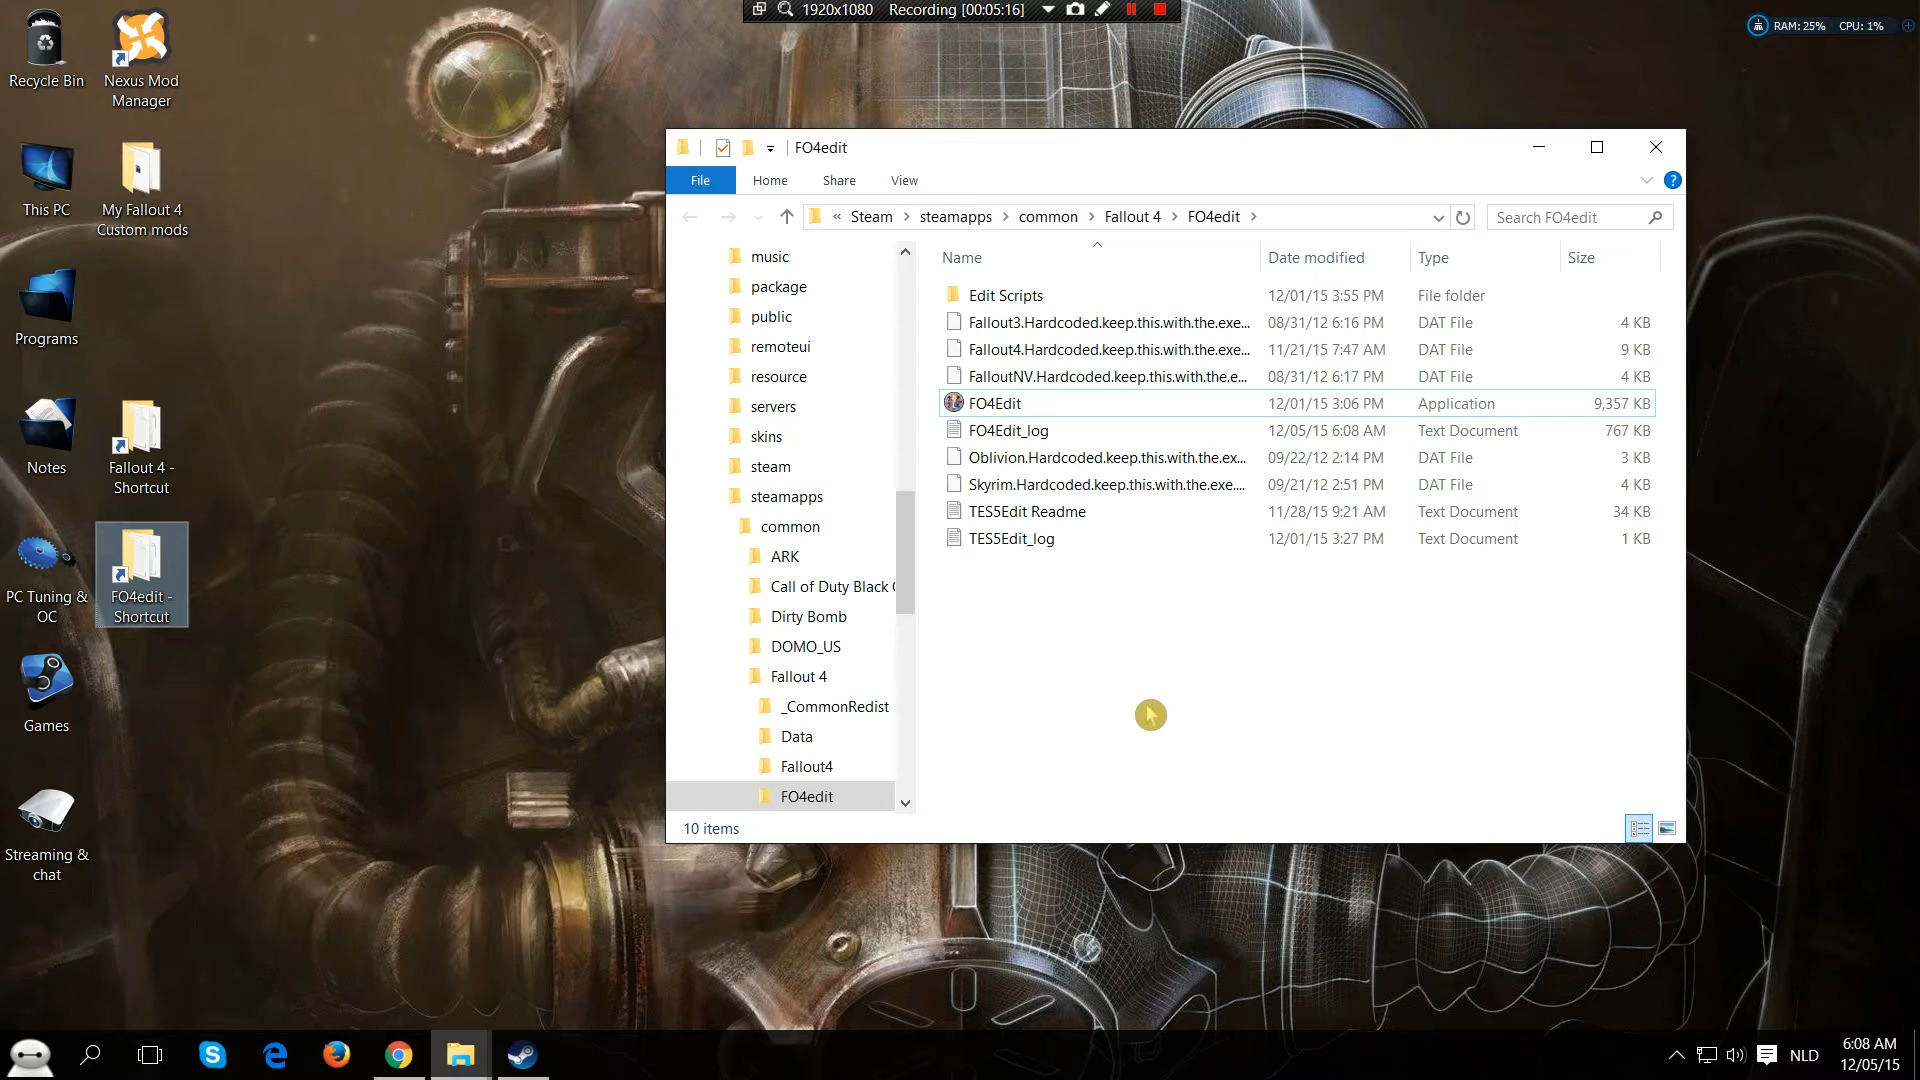 1920x1080 Recording [00:05:16]
RAM: 25% CPU: 1%
Recycle Bin
Nexus Mod
Manager
This PC
My Fallout 4
Custom mods
Programs
Notes
Fallout 4 -
Shortcut
PC Tuning &
OC
FO4edit -
Shortcut
Games
Streaming &
chat
FO4edit
File Home Share View
« Steam > steamapps > common > Fallout 4 > FO4edit >
Search FO4edit
music
package
public
remoteui
resource
servers
skins
steam
steamapps
common
ARK
Call of Duty Black
Dirty Bomb
DOMO_US
Fallout 4
_CommonRedist
Data
Fallout4
FO4edit
Name Date modified Type Size
Edit Scripts 12/01/15 3:55 PM File folder
Fallout3.Hardcoded.keep.this.with.the.exe... 08/31/12 6:16 PM DAT File 4 KB
Fallout4.Hardcoded.keep.this.with.the.exe... 11/21/15 7:47 AM DAT File 9 KB
FalloutNV.Hardcoded.keep.this.with.the.e... 08/31/12 6:17 PM DAT File 4 KB
FO4Edit 12/01/15 3:06 PM Application 9,357 KB
FO4Edit_log 12/05/15 6:08 AM Text Document 767 KB
Oblivion.Hardcoded.keep.this.with.the.ex... 09/22/12 2:14 PM DAT File 3 KB
Skyrim.Hardcoded.keep.this.with.the.exe.... 09/21/12 2:51 PM DAT File 4 KB
TES5Edit Readme 11/28/15 9:21 AM Text Document 34 KB
TES5Edit_log 12/01/15 3:27 PM Text Document 1 KB
10 items
NLD
6:08 AM
12/05/15